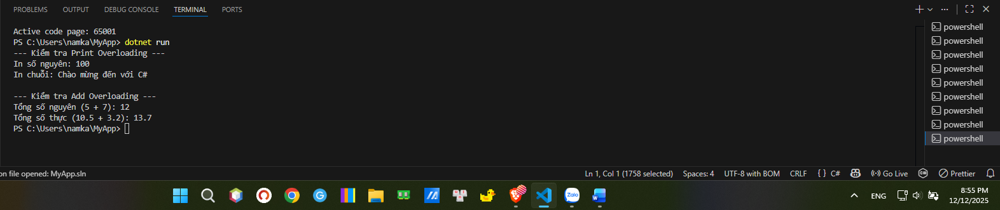 PROBLEMS OUTPUT DEBUG CONSOLE TERMINAL PORTS
Active code page: 65001
PS C:\Users\namka\MyApp> dotnet run
--- Kiểm tra Print Overloading ---
In số nguyên: 100
In chuỗi: Chào mừng đến với C#
--- Kiểm tra Add Overloading ---
Tổng số nguyên (5 + 7): 12
Tổng số thực (10.5 + 3.2): 13.7
PS C:\Users\namka\MyApp>
powershell
powershell
powershell
powershell
powershell
powershell
powershell
powershell
powershell
on file opened: MyApp.sln Ln 1, Col 1 (1758 selected) Spaces: 4 UTF-8 with BOM CRLF { } C# Go Live Prettier
Zalo
W
ENG
8:55 PM
12/12/2025